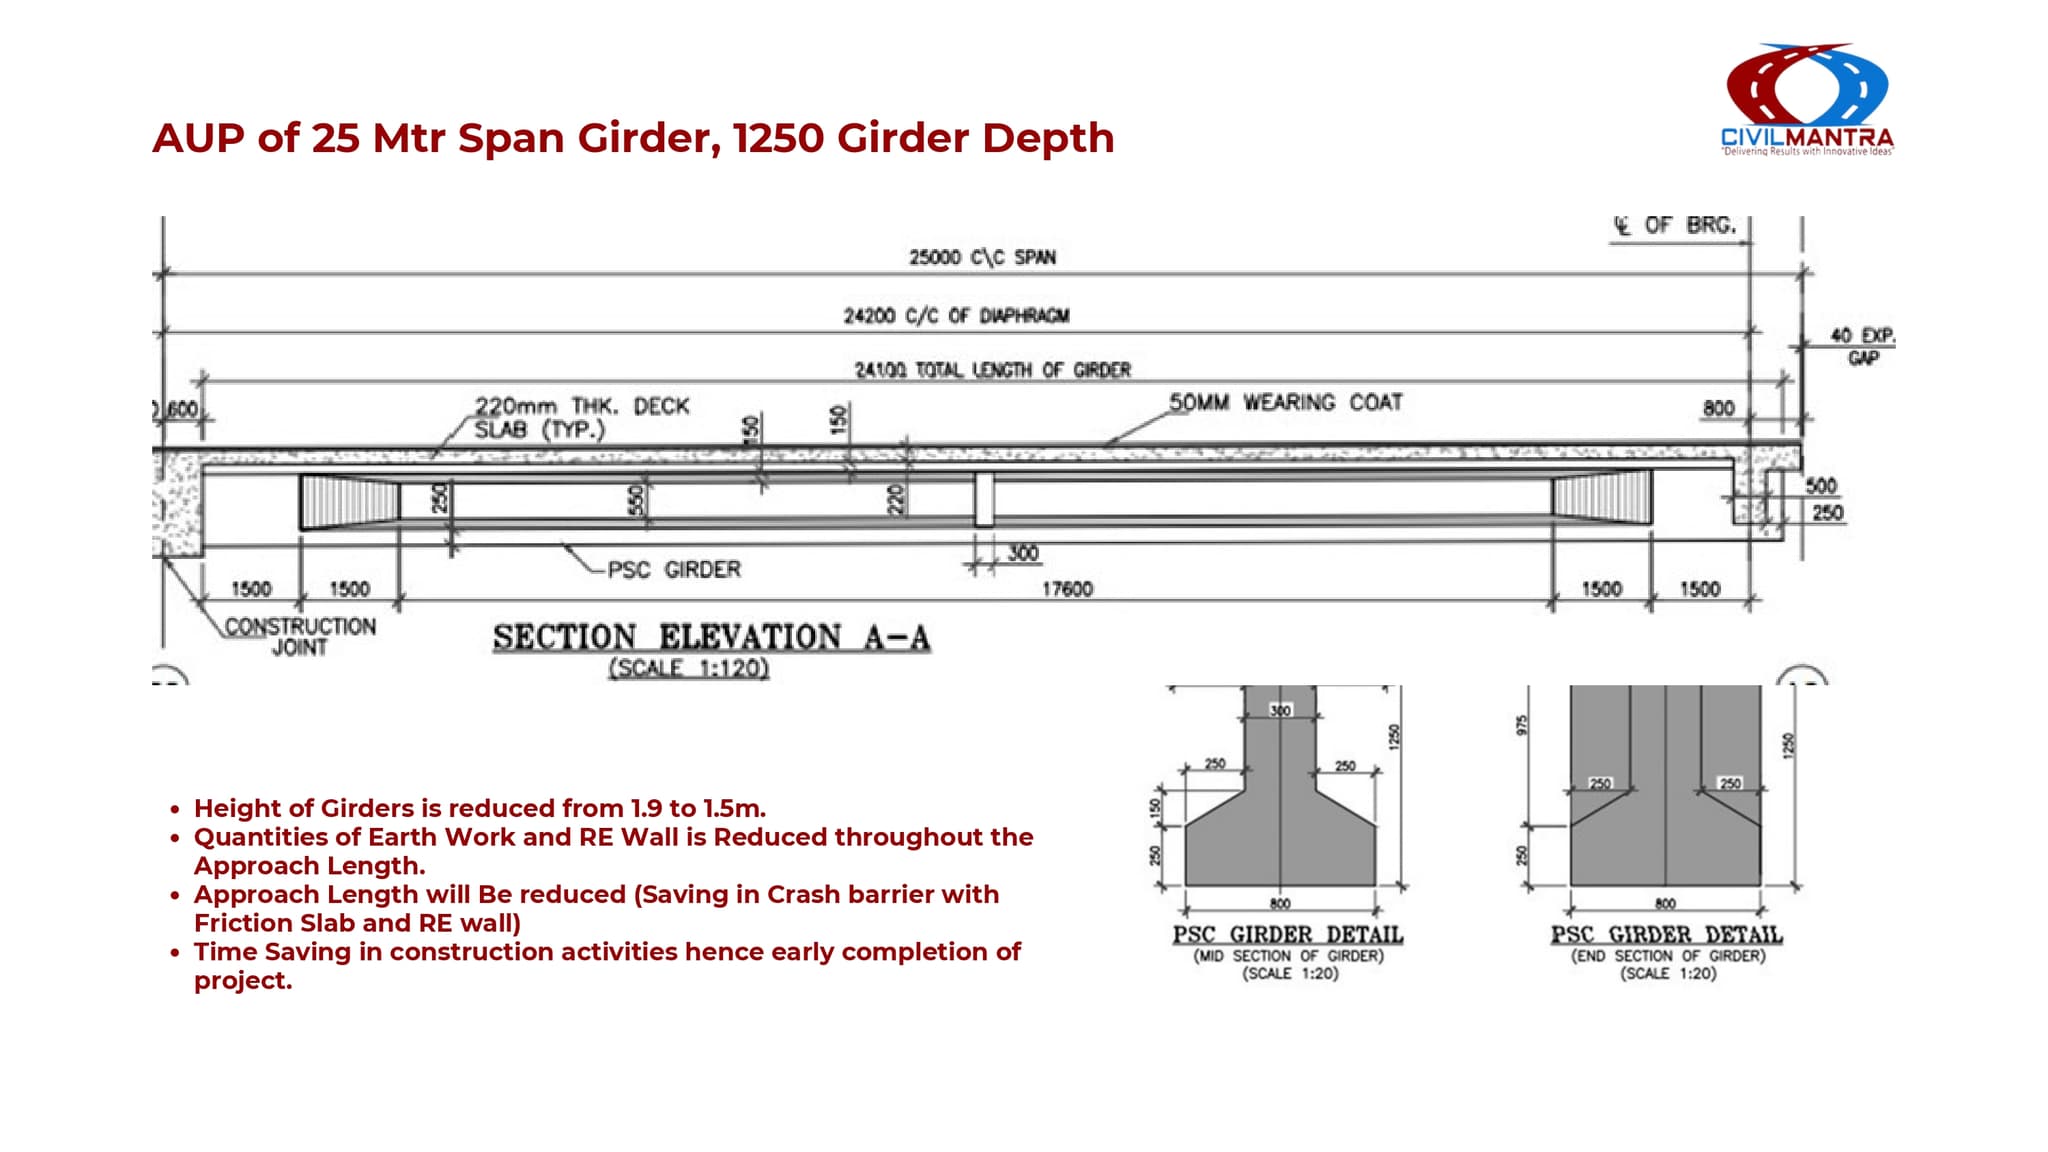 CIVILMANTRA
"Delivering Results with Innovative Ideas"
AUP of 25 Mtr Span Girder, 1250 Girder Depth
℄ OF BRG.
25000 C\C SPAN
24200 C/C OF DIAPHRAGM
40 EXP.
GAP
24100 TOTAL LENGTH OF GIRDER
600
220mm THK. DECK
SLAB (TYP.)
150
150
50MM WEARING COAT
800
250
550
220
500
250
300
PSC GIRDER
1500
1500
17600
1500
1500
CONSTRUCTION
JOINT
SECTION ELEVATION A-A
(SCALE 1:120)
300
1250
250
250
150
250
800
PSC GIRDER DETAIL
(MID SECTION OF GIRDER)
(SCALE 1:20)
975
1250
250
250
250
800
PSC GIRDER DETAIL
(END SECTION OF GIRDER)
(SCALE 1:20)
• Height of Girders is reduced from 1.9 to 1.5m.
• Quantities of Earth Work and RE Wall is Reduced throughout the
Approach Length.
• Approach Length will Be reduced (Saving in Crash barrier with
Friction Slab and RE wall)
• Time Saving in construction activities hence early completion of
project.